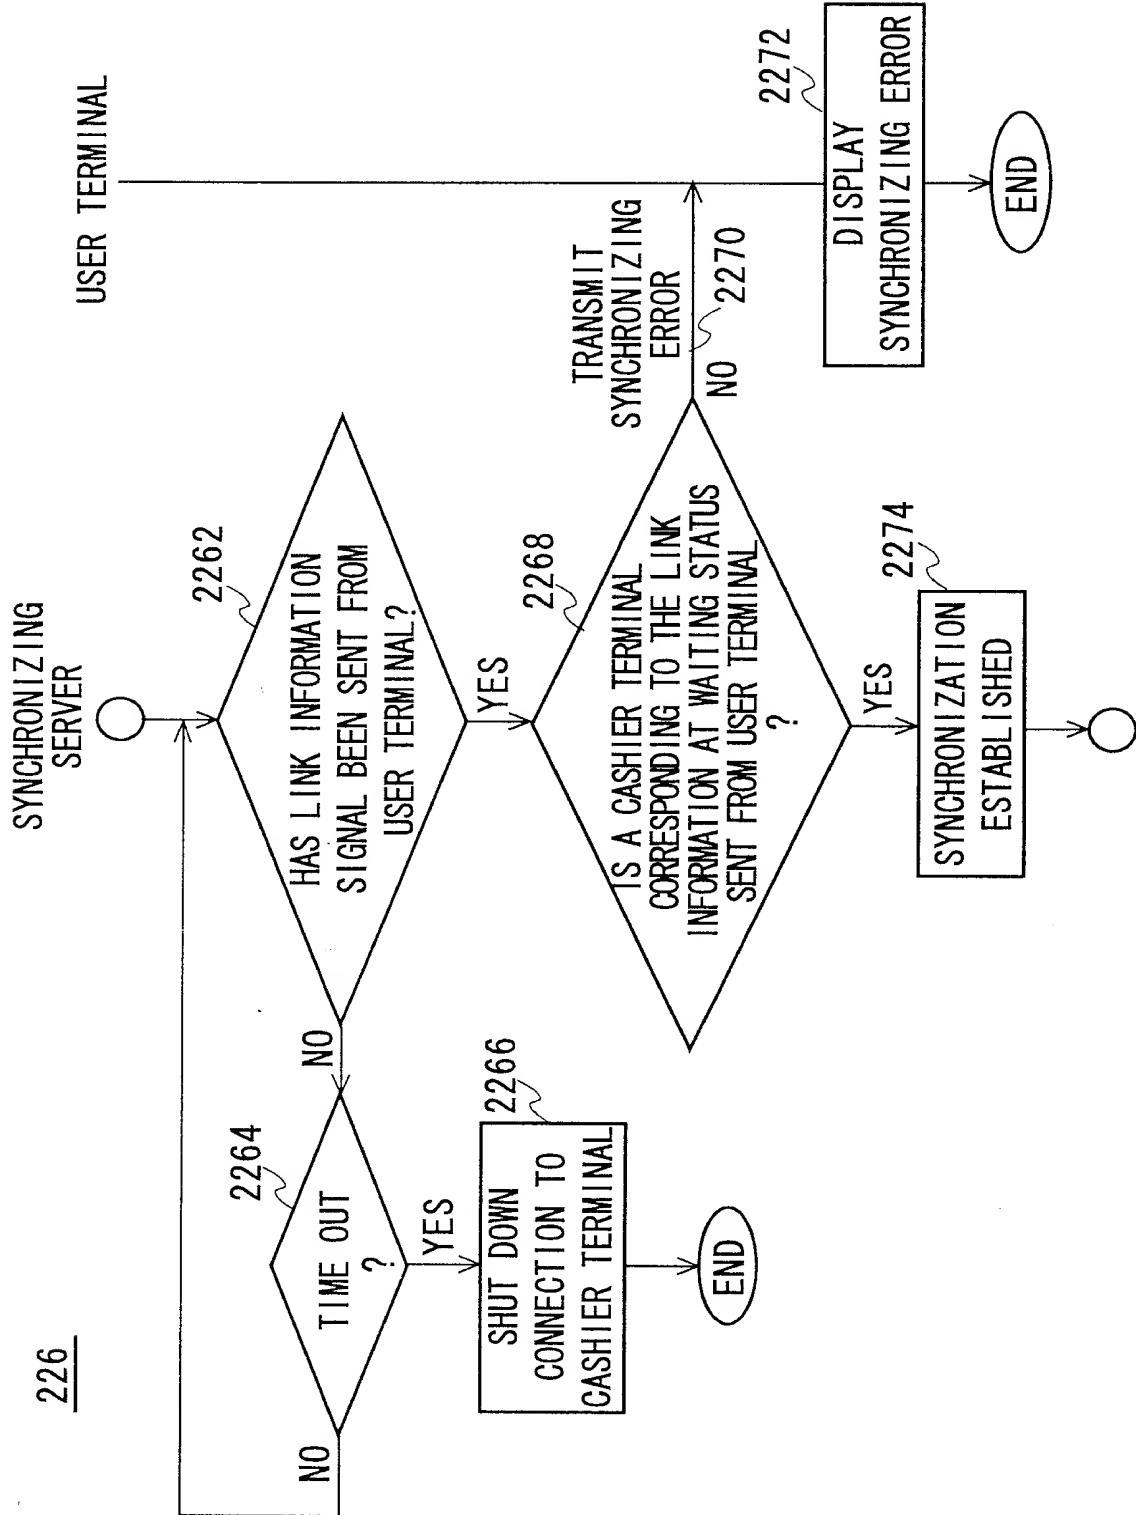 226
SYNCHRONIZING
SERVER
USER TERMINAL
2262
HAS LINK INFORMATION
SIGNAL BEEN SENT FROM
USER TERMINAL?
NO
YES
2264
TIME OUT
?
NO
YES
2266
SHUT DOWN
CONNECTION TO
CASHIER TERMINAL
END
2268
IS A CASHIER TERMINAL
CORRESPONDING TO THE LINK
INFORMATION AT WAITING STATUS
SENT FROM USER TERMINAL
?
NO
YES
TRANSMIT
SYNCHRONIZING
ERROR
2270
2272
DISPLAY
SYNCHRONIZING ERROR
END
2274
SYNCHRONIZATION
ESTABLISHED